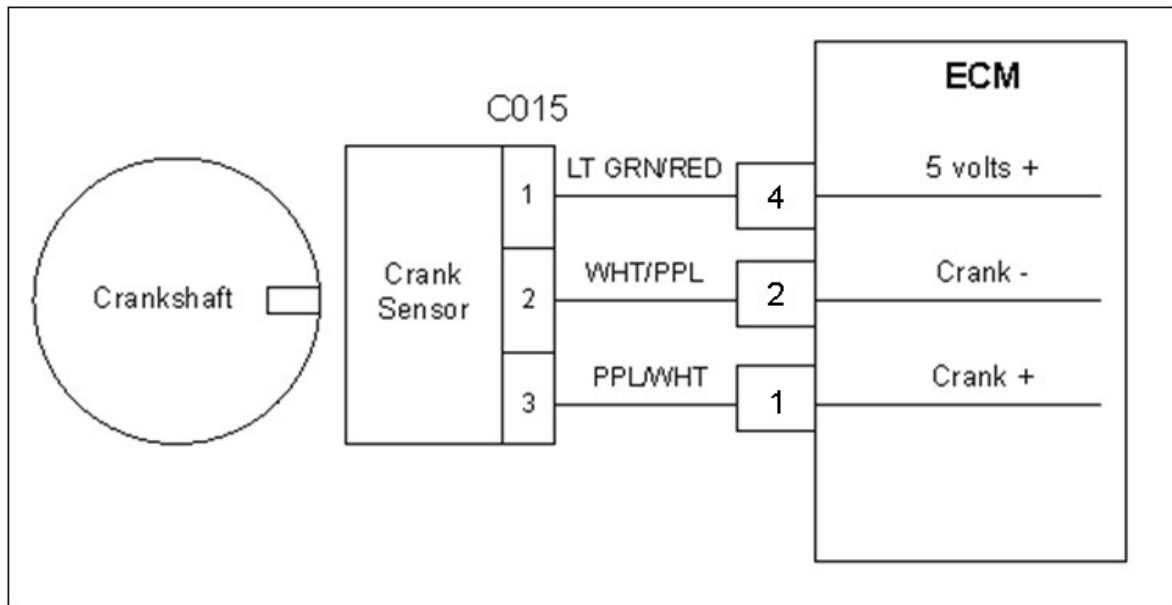 ECM
C015
Crankshaft
Crank
Sensor
1
LT GRN/RED
4
5 volts +
2
WHT/PPL
2
Crank -
3
PPL/WHT
1
Crank +